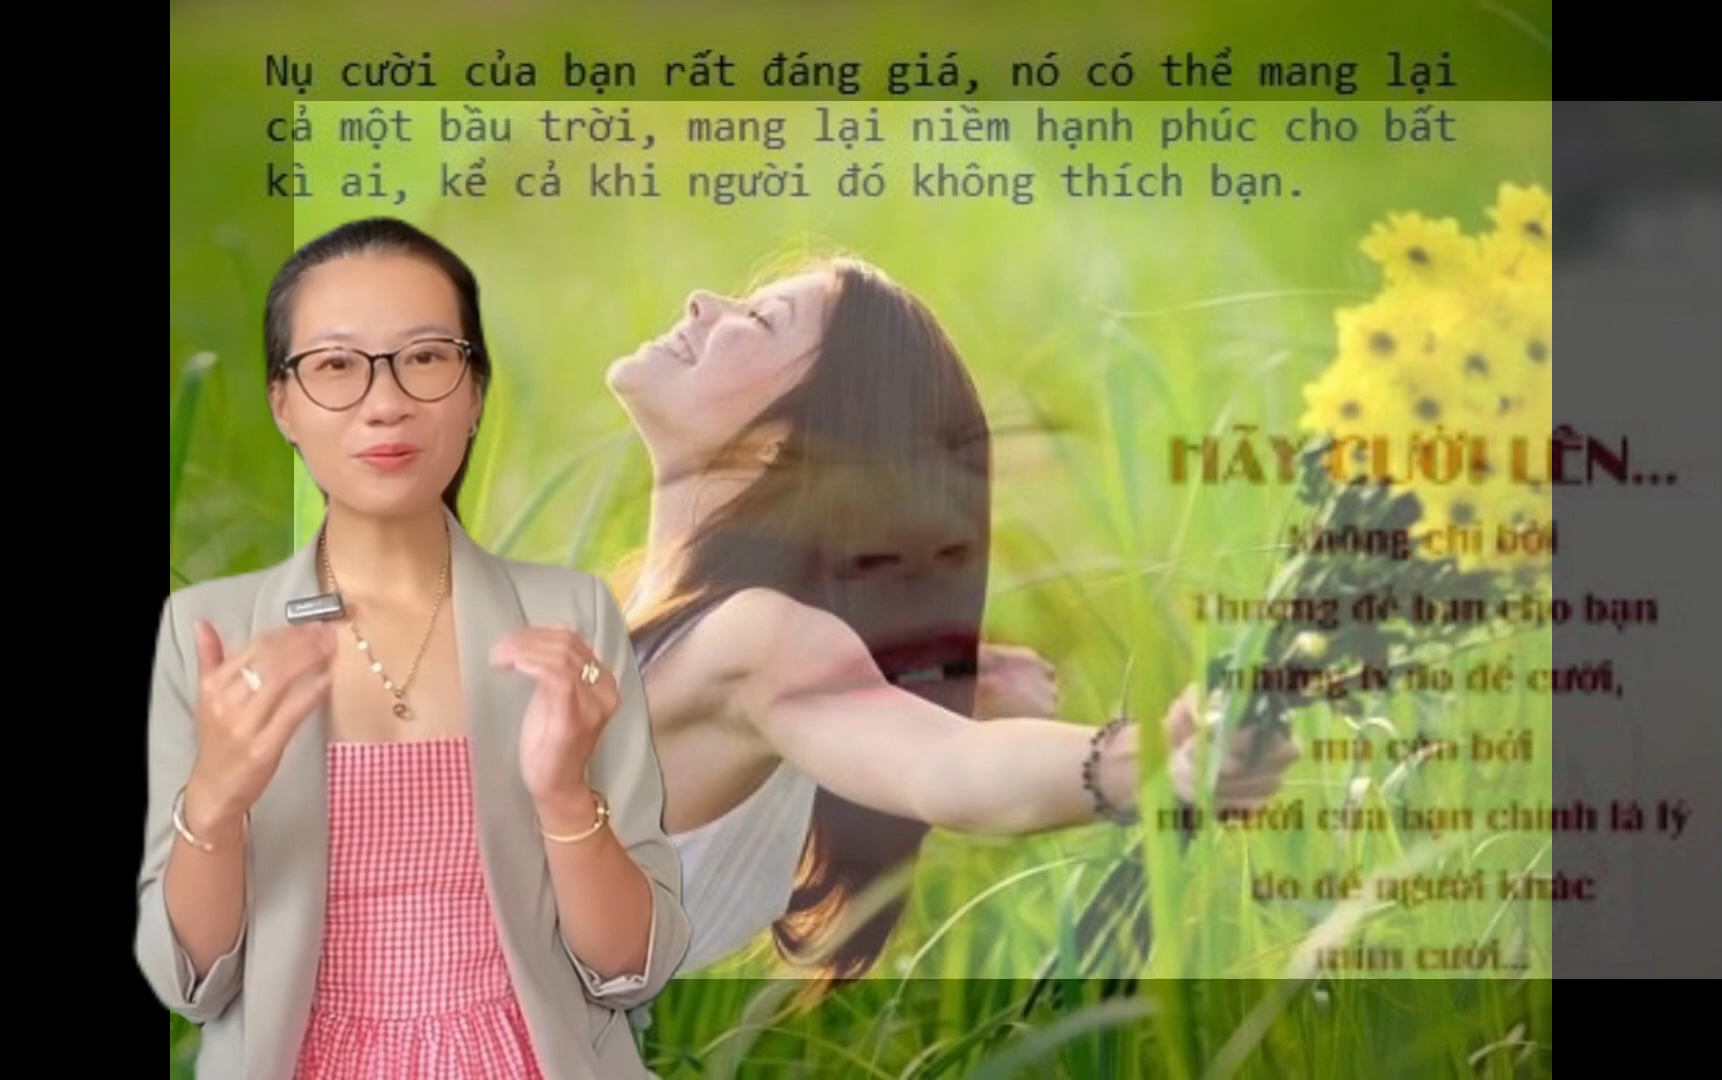 Nụ cười của bạn rất đáng giá, nó có thể mang lại
cả một bầu trời, mang lại niềm hạnh phúc cho bất
kì ai, kể cả khi người đó không thích bạn.
HÃY CƯỜI LÊN...
không chỉ bởi
Thượng đế ban cho bạn
những lý do để cười,
mà còn bởi
nụ cười của bạn chính là lý
do để người khác
mỉm cười...